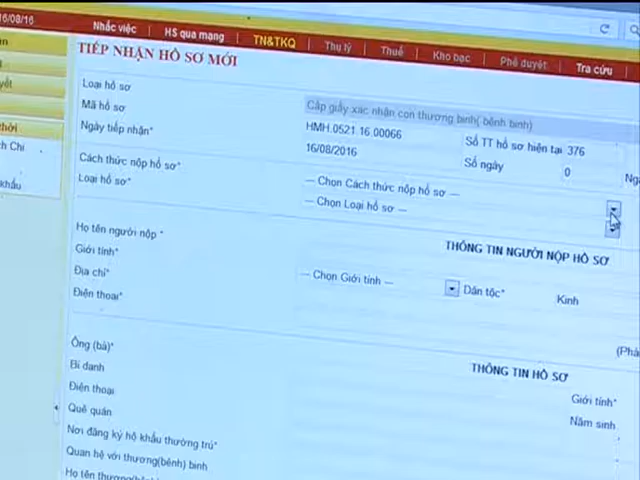 16/08/16
Nhắc việc HS qua mạng TN&TKQ Thụ lý Thuế Kho bạc Phê duyệt Tra cứu
TIẾP NHẬN HỒ SƠ MỚI
Loại hồ sơ Cấp giấy xác nhận con thương binh( bệnh binh)
Mã hồ sơ HMH.0521.16.00066 Số TT hồ sơ hiện tại 376
Ngày tiếp nhận* 16/08/2016 Số ngày 0
Cách thức nộp hồ sơ* --- Chọn Cách thức nộp hồ sơ ---
Loại hồ sơ* --- Chọn Loại hồ sơ ---
THÔNG TIN NGƯỜI NỘP HỒ SƠ
Họ tên người nộp *
Giới tính* --- Chọn Giới tính --- Dân tộc* Kinh
Địa chỉ*
Điện thoại*
THÔNG TIN HỒ SƠ
Ông (bà)* Giới tính*
Bí danh Năm sinh
Điện thoại
Quê quán
Nơi đăng ký hộ khẩu thường trú*
Quan hệ với thương(bệnh) binh